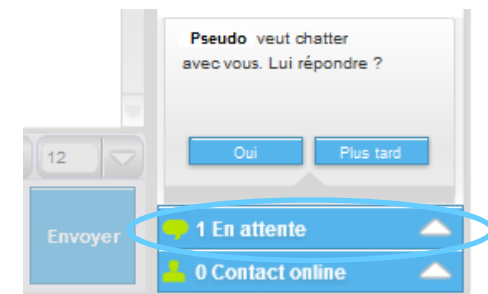 Pseudo veut chatter
avec vous. Lui répondre ?
Oui
Plus tard
12
Envoyer
1 En attente
0 Contact online